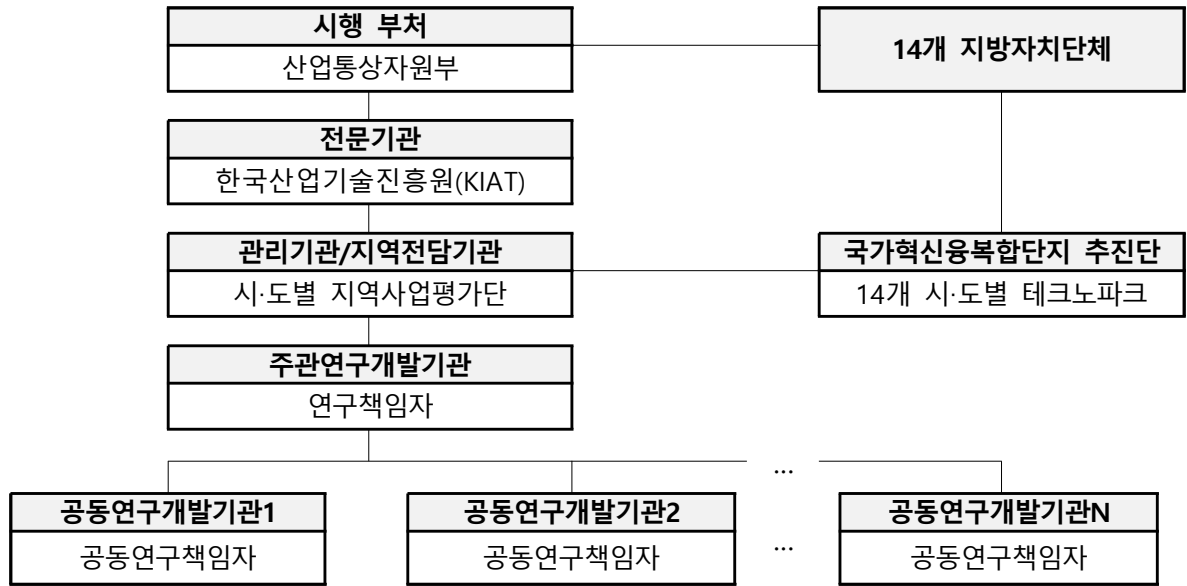 시행 부처
산업통상자원부
14개 지방자치단체
전문기관
한국산업기술진흥원(KIAT)
관리기관/지역전담기관
시·도별 지역사업평가단
국가혁신융복합단지 추진단
14개 시·도별 테크노파크
주관연구개발기관
연구책임자
...
공동연구개발기관1
공동연구책임자
공동연구개발기관2
공동연구책임자
...
공동연구개발기관N
공동연구책임자